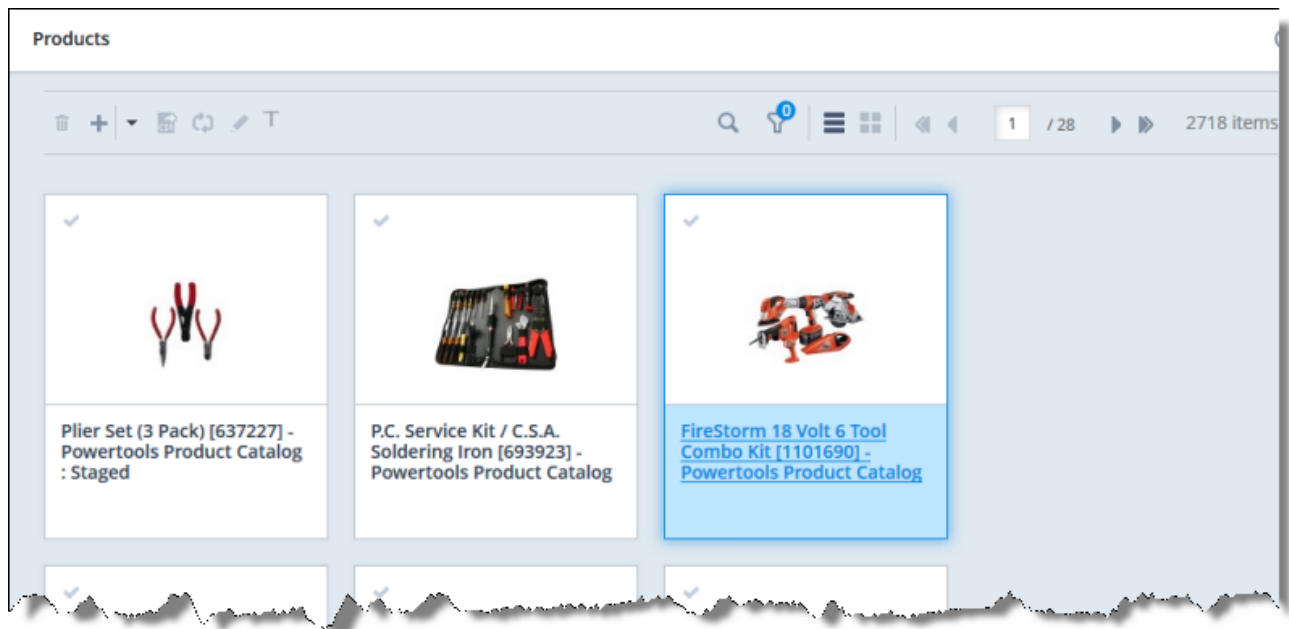 Products
T
0
1 / 28
2718 items
Plier Set (3 Pack) [637227] -
Powertools Product Catalog
: Staged
P.C. Service Kit / C.S.A.
Soldering Iron [693923] -
Powertools Product Catalog
FireStorm 18 Volt 6 Tool
Combo Kit [1101690] -
Powertools Product Catalog